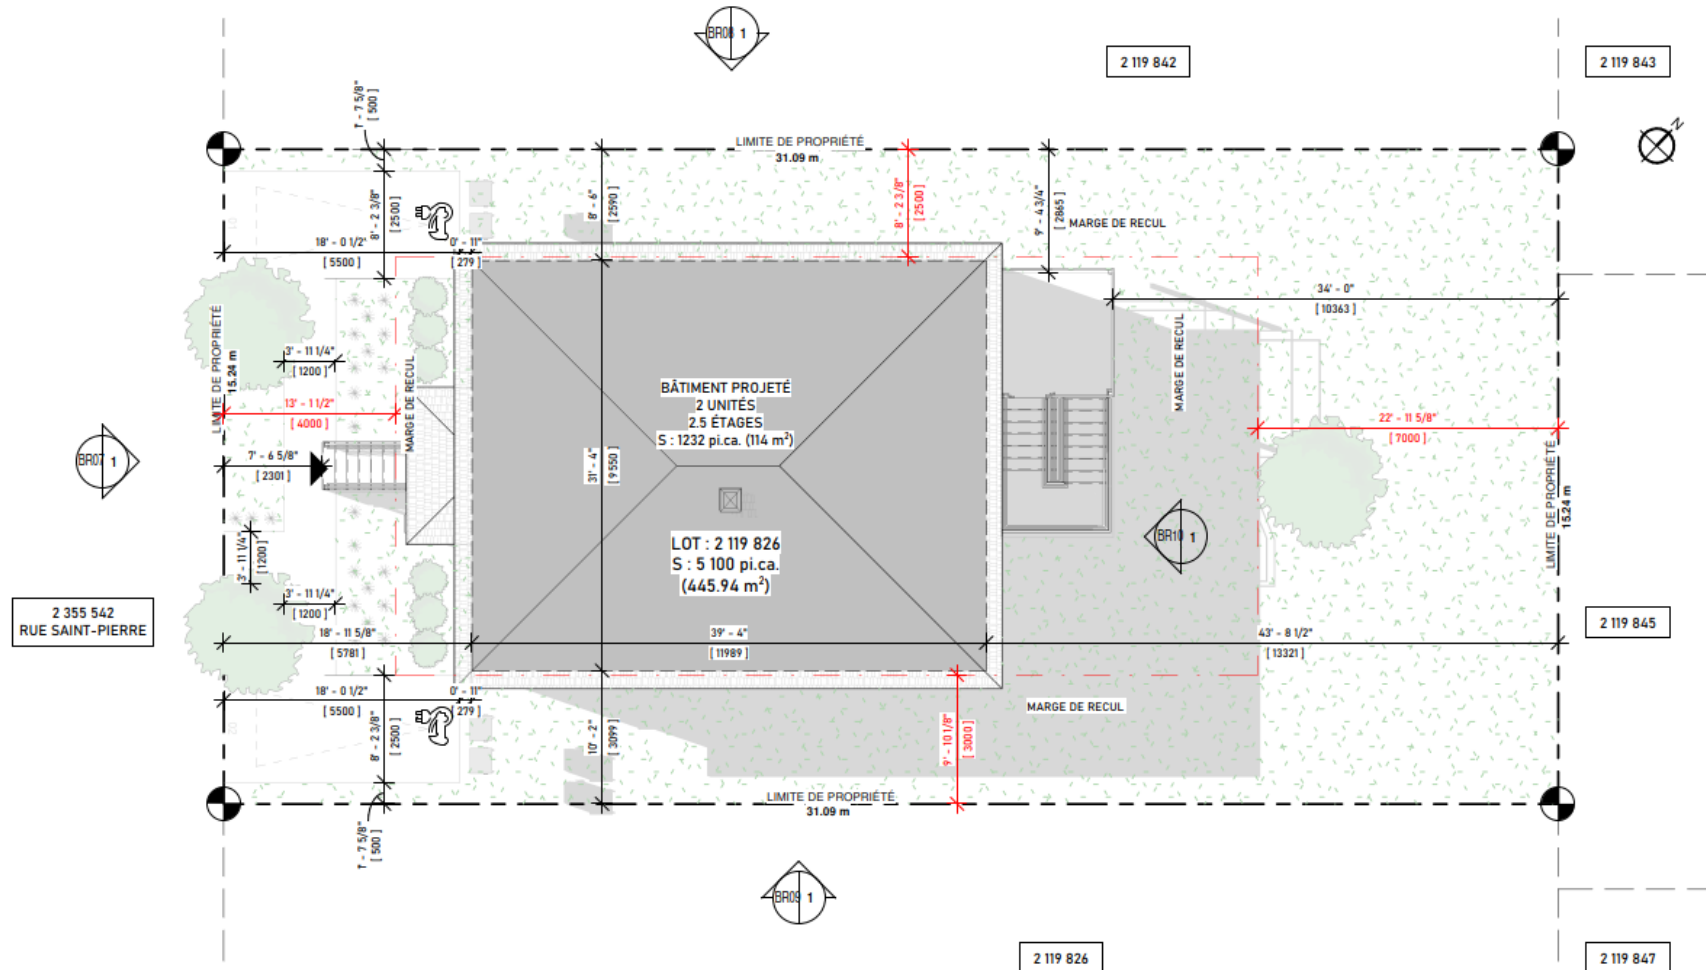 BR08 1
2 119 842
2 119 843
N
1' - 7 5/8"
[ 500 ]
LIMITE DE PROPRIÉTÉ
31.09 m
8' - 2 3/8"
[ 2500 ]
8' - 6"
[ 2590 ]
8' - 2 3/8"
[ 2500 ]
9' - 4 3/4"
[ 2865 ]
MARGE DE RECUL
18' - 0 1/2"
[ 5500 ]
0' - 11"
[ 279 ]
34' - 0"
[ 10363 ]
LIMITE DE PROPRIÉTÉ
15.24 m
3' - 11 1/4"
[ 1200 ]
MARGE DE RECUL
MARGE DE RECUL
BÂTIMENT PROJETÉ
2 UNITÉS
2.5 ÉTAGES
S : 1232 pi.ca. (114 m²)
13' - 1 1/2"
[ 4000 ]
22' - 11 5/8"
[ 7000 ]
BR07 1
7' - 6 5/8"
[ 2301 ]
31' - 4"
[ 9550 ]
LIMITE DE PROPRIÉTÉ
15.24 m
LOT : 2 119 826
S : 5 100 pi.ca.
(445.94 m²)
BR10 1
3' - 11 1/4"
[ 1200 ]
3' - 11 1/4"
[ 1200 ]
2 355 542
RUE SAINT-PIERRE
2 119 845
18' - 11 5/8"
[ 5781 ]
39' - 4"
[ 11989 ]
43' - 8 1/2"
[ 13321 ]
18' - 0 1/2"
[ 5500 ]
0' - 11"
[ 279 ]
MARGE DE RECUL
8' - 2 3/8"
[ 2500 ]
10' - 2"
[ 3099 ]
9' - 10 1/8"
[ 3000 ]
LIMITE DE PROPRIÉTÉ
31.09 m
1' - 7 5/8"
[ 500 ]
BR09 1
2 119 826
2 119 847